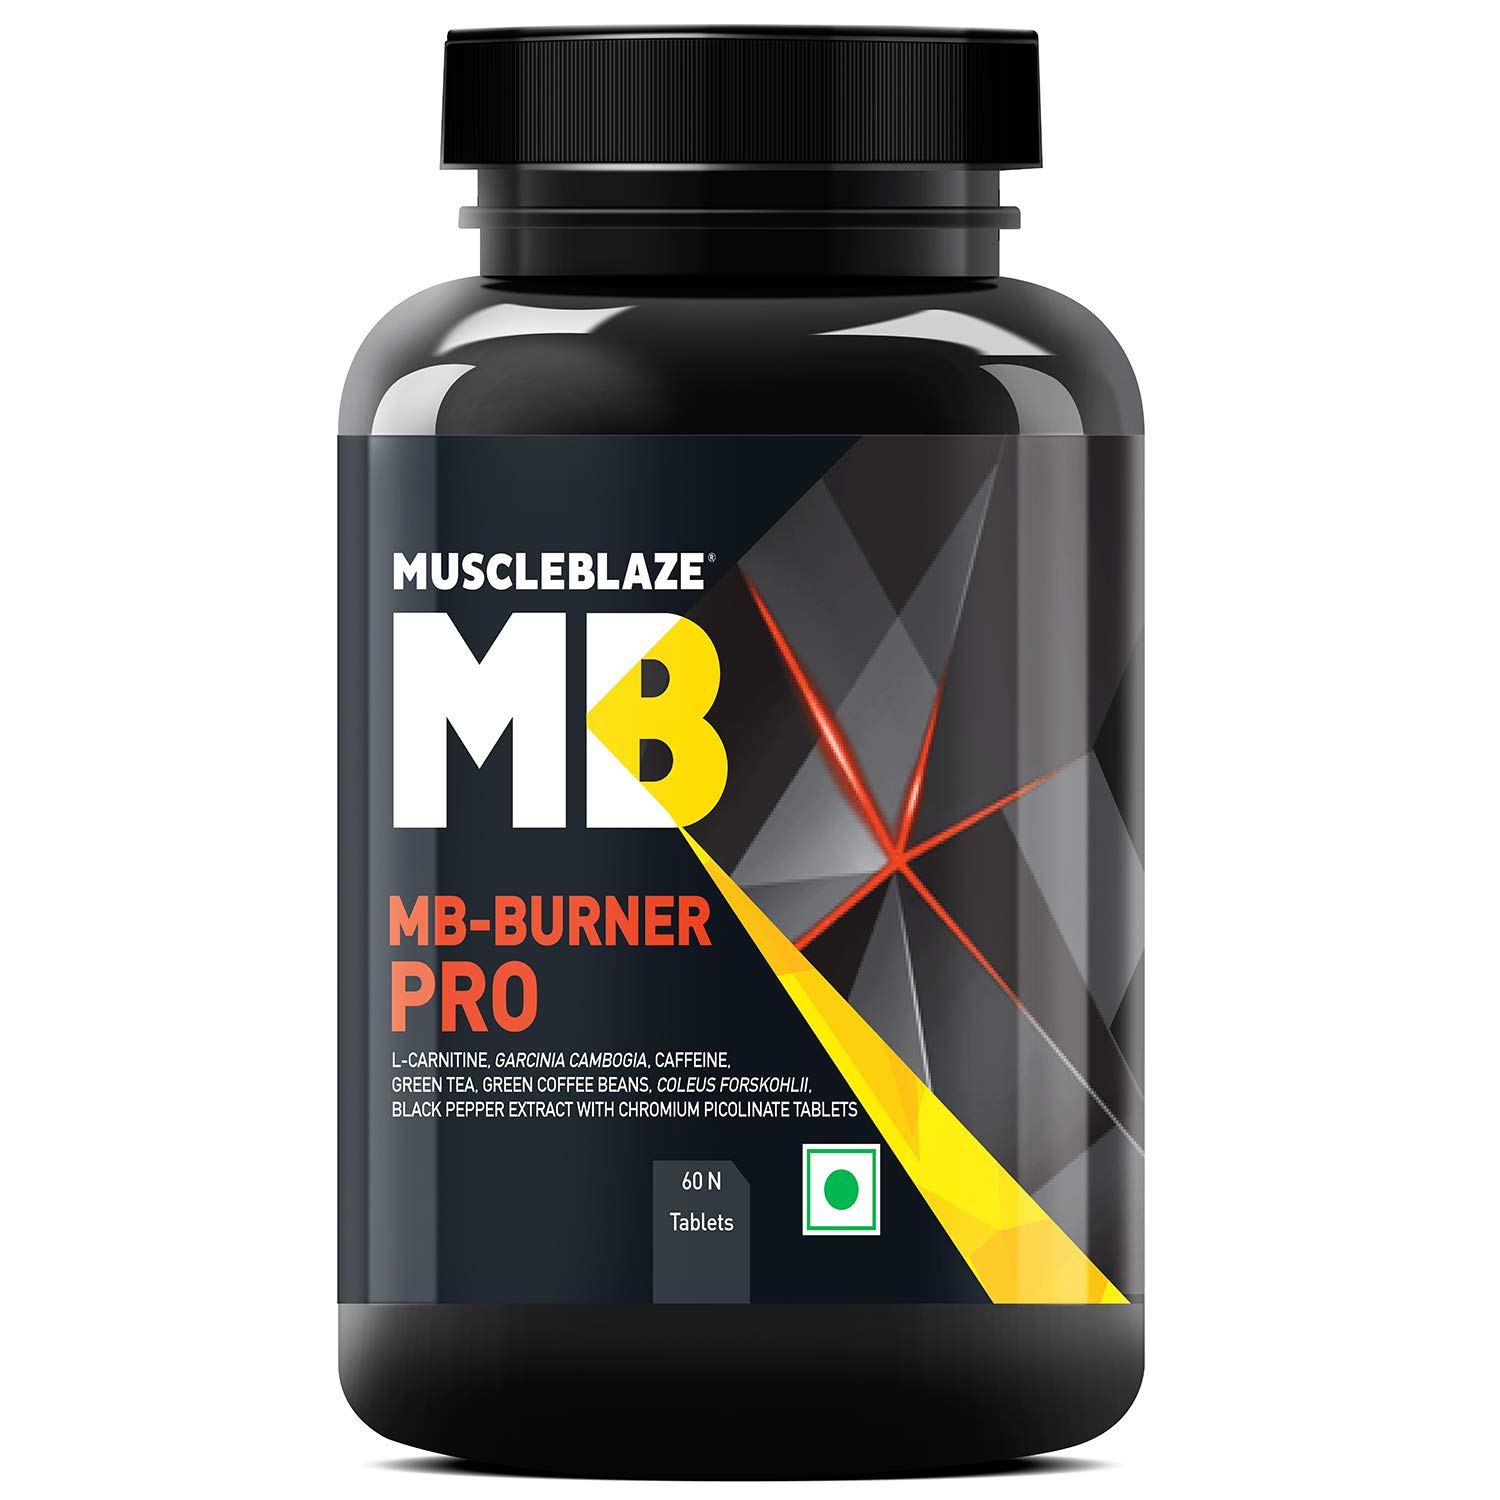 MUSCLEBLAZE®
MB
MB-BURNER
PRO
L-CARNITINE, GARCINIA CAMBOGIA, CAFFEINE,
GREEN TEA, GREEN COFFEE BEANS, COLEUS FORSKOHLII,
BLACK PEPPER EXTRACT WITH CHROMIUM PICOLINATE TABLETS
60 N
Tablets